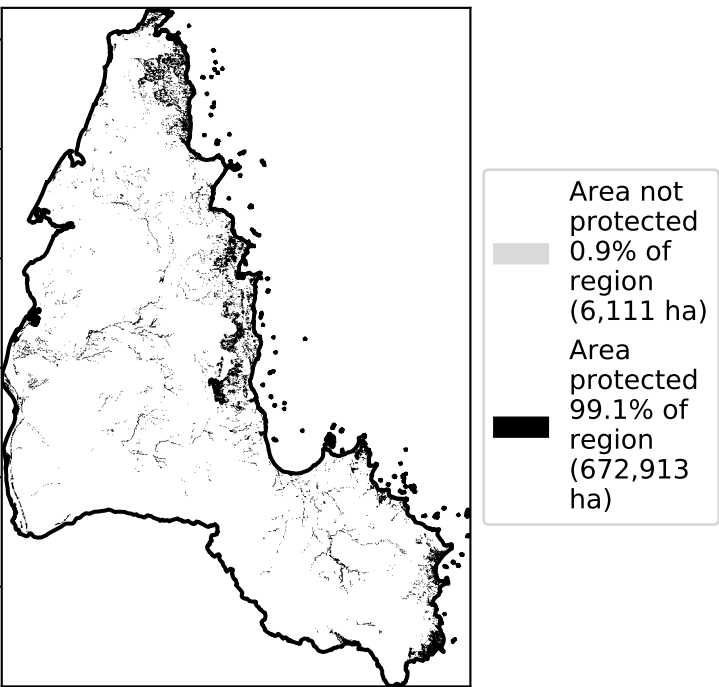 Area not
protected
0.9% of
region
(6,111 ha)
Area
protected
99.1% of
region
(672,913
ha)